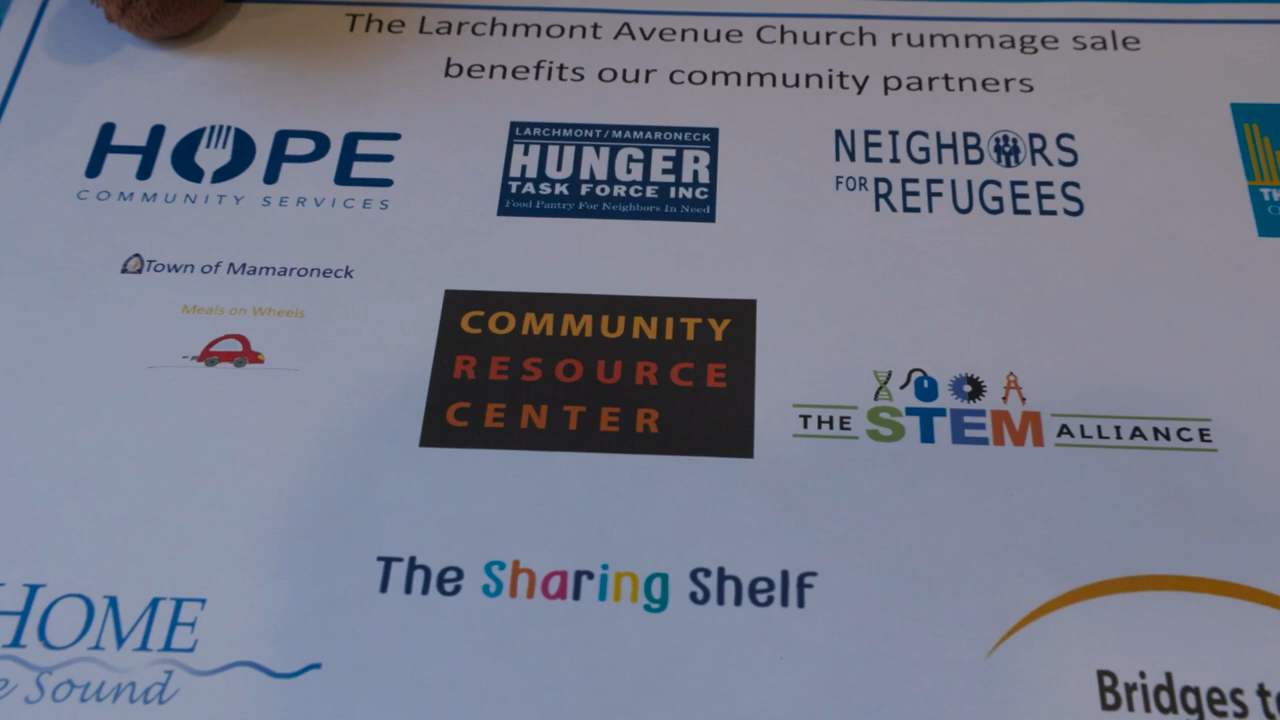 The Larchmont Avenue Church rummage sale
benefits our community partners
HOPE
COMMUNITY SERVICES
LARCHMONT/MAMARONECK
HUNGER
TASK FORCE INC
Food Pantry For Neighbors In Need
NEIGHBORS
FOR REFUGEES
Town of Mamaroneck
Meals on Wheels
COMMUNITY
RESOURCE
CENTER
THE STEM ALLIANCE
HOME
Sound
The Sharing Shelf
Bridges